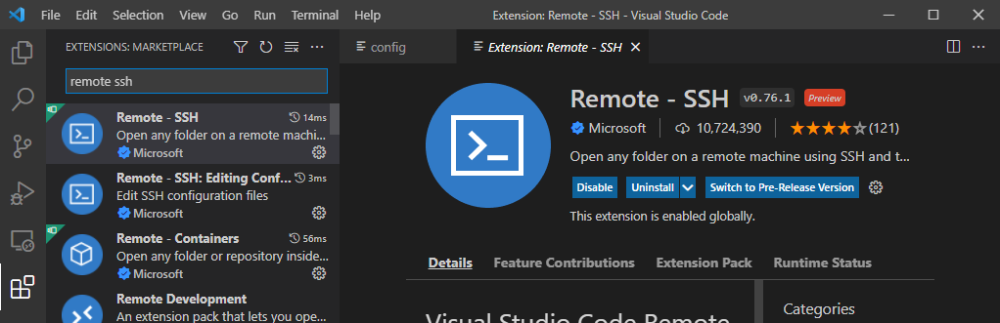 File Edit Selection View Go Run Terminal Help Extension: Remote - SSH - Visual Studio Code
EXTENSIONS: MARKETPLACE
remote ssh
Remote - SSH 14ms
Open any folder on a remote machi...
Microsoft
Remote - SSH: Editing Conf... 3ms
Edit SSH configuration files
Microsoft
Remote - Containers 56ms
Open any folder or repository inside...
Microsoft
Remote Development
An extension pack that lets you ope...
config Extension: Remote - SSH
Remote - SSH v0.76.1 Preview
Microsoft 10,724,390 (121)
Open any folder on a remote machine using SSH and t...
Disable Uninstall Switch to Pre-Release Version
This extension is enabled globally.
Details Feature Contributions Extension Pack Runtime Status
Visual Studio Code Remote
Categories